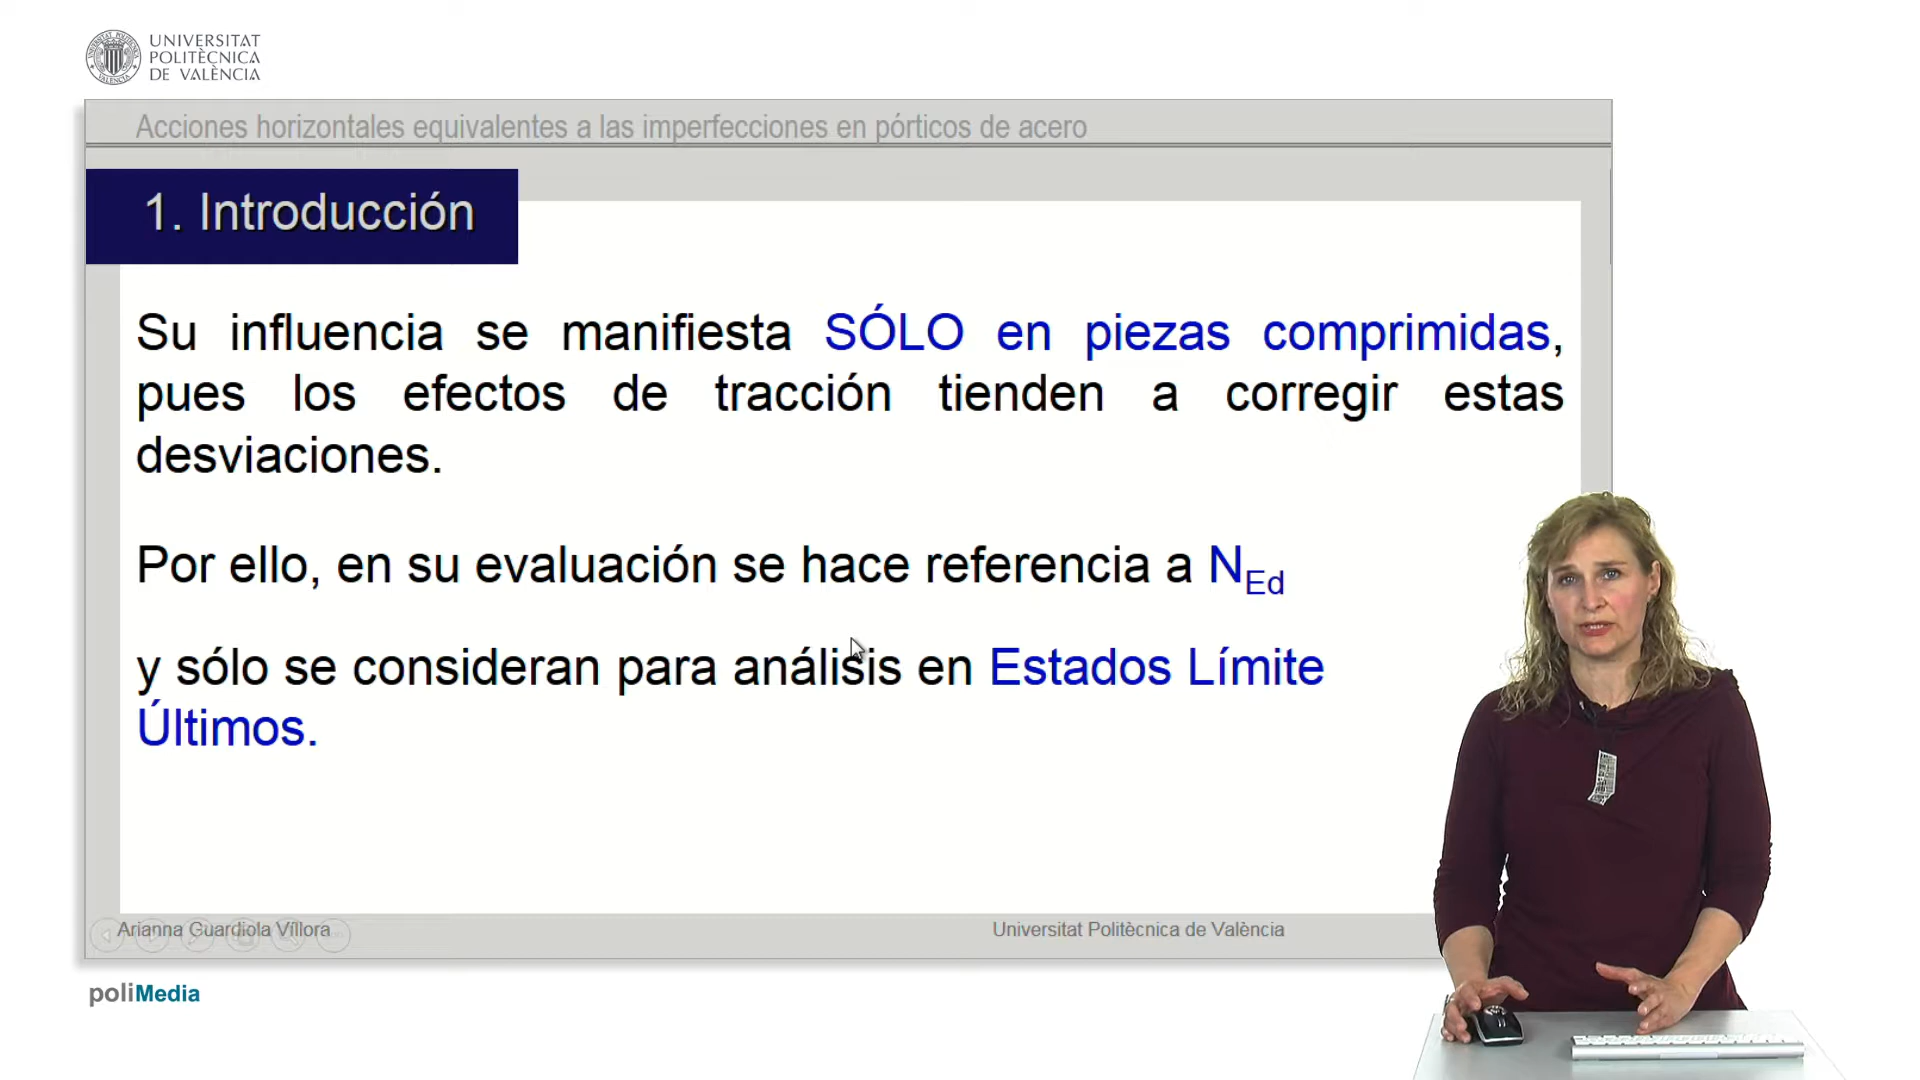 UNIVERSITAT
POLITÈCNICA
DE VALÈNCIA
Acciones horizontales equivalentes a las imperfecciones en pórticos de acero
1. Introducción
Su influencia se manifiesta SÓLO en piezas comprimidas,
pues los efectos de tracción tienden a corregir estas
desviaciones.
Por ello, en su evaluación se hace referencia a NEd
y sólo se consideran para análisis en Estados Límite
Últimos.
Arianna Guardiola Víllora
Universitat Politècnica de València
poliMedia